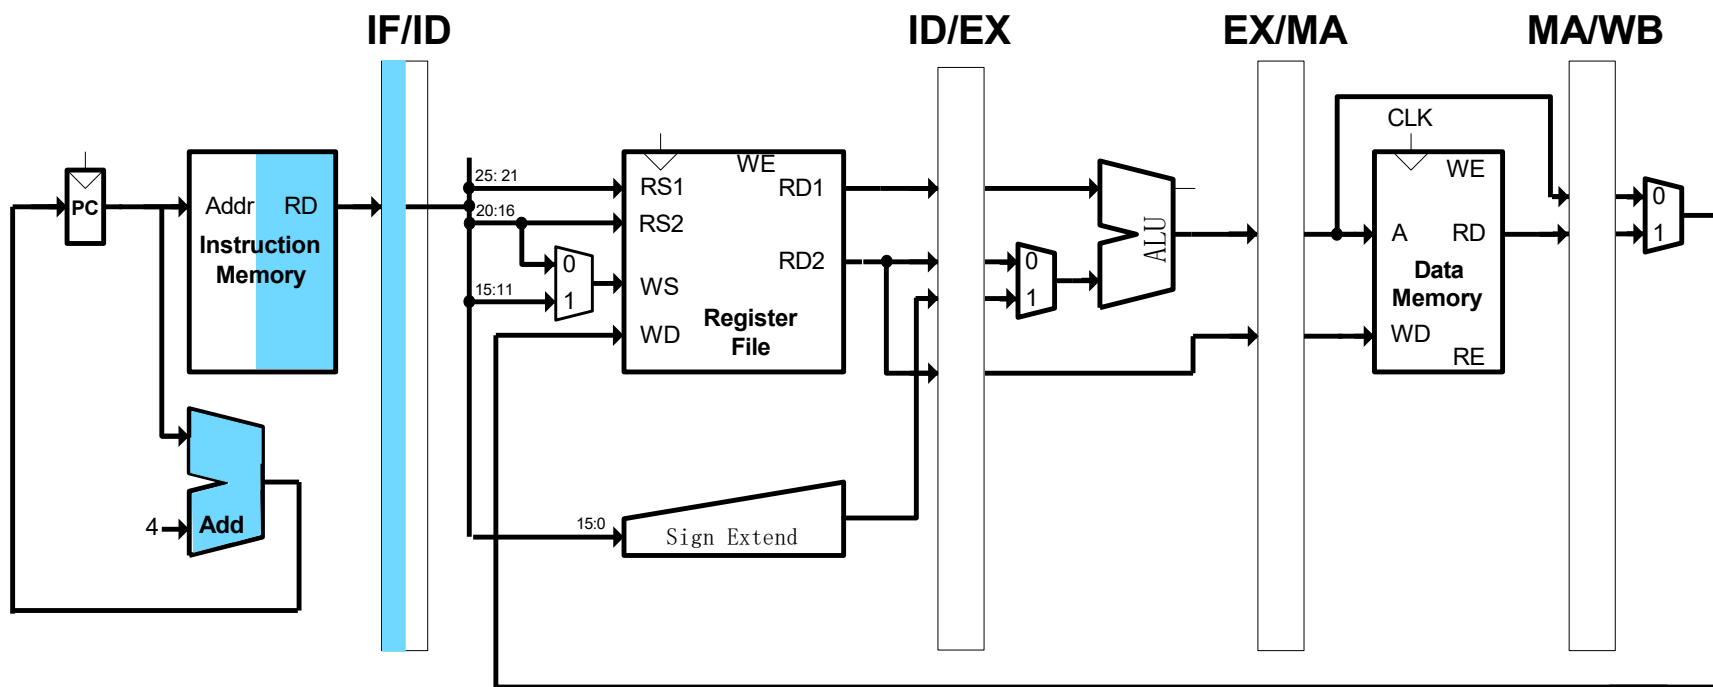 IF/ID
ID/EX
EX/MA
MA/WB
PC
Addr
RD
Instruction
Memory
4
Add
25: 21
20:16
15:11
15:0
0
1
WE
RS1
RS2
WS
WD
RD1
RD2
Register
File
Sign Extend
0
1
ALU
CLK
WE
A
RD
Data
Memory
WD
RE
0
1